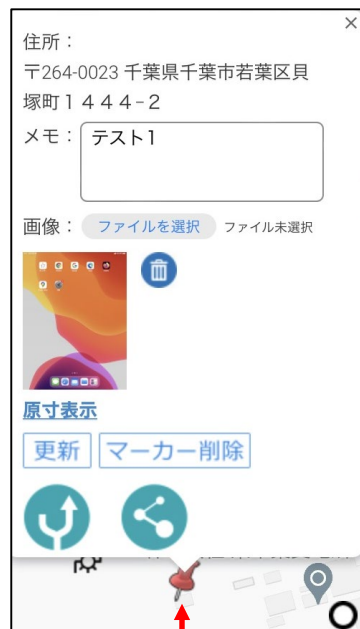 ×
住所：
〒264-0023 千葉県千葉市若葉区貝
塚町１４４４−２
メモ： テスト1
画像： ファイルを選択 ファイル未選択
原寸表示
更新 マーカー削除